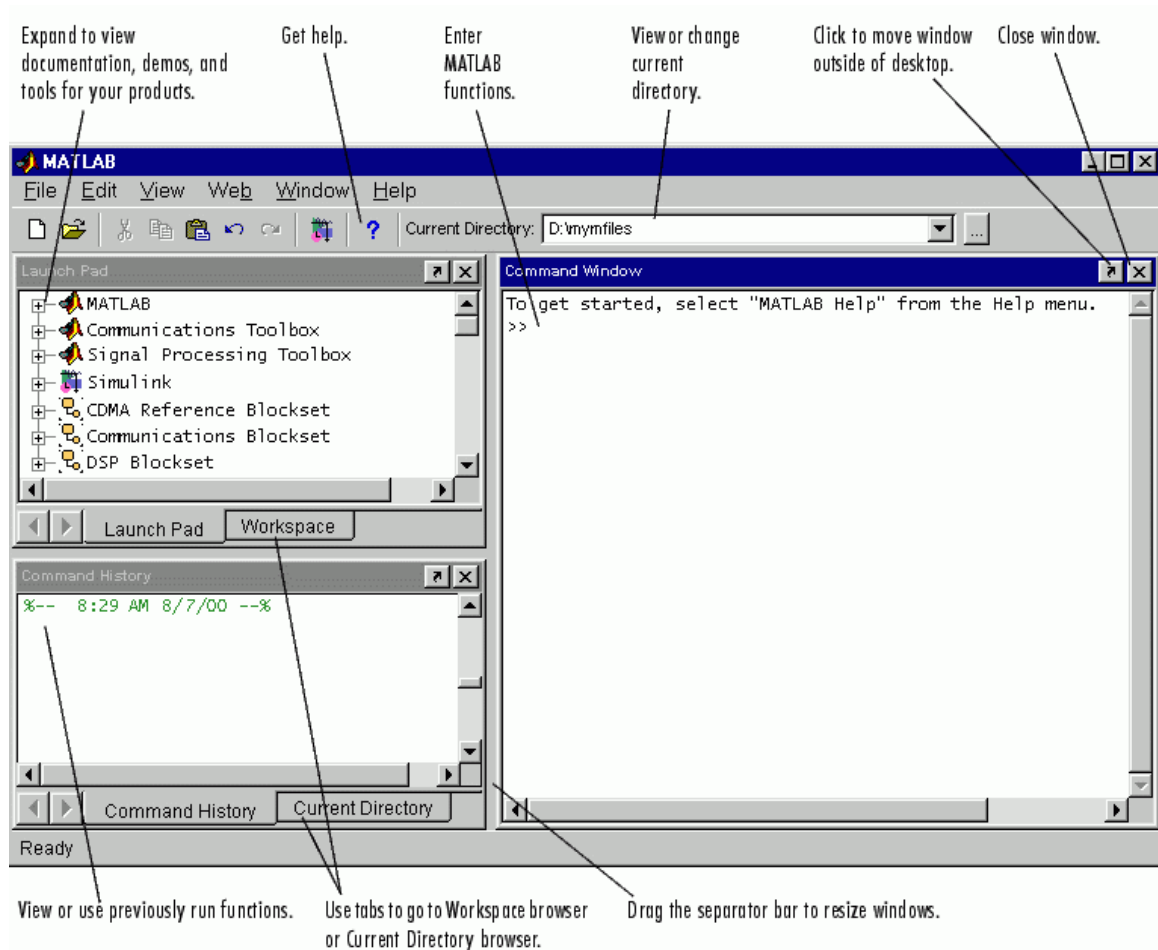 Expand to view
documentation, demos, and
tools for your products.
Get help.
Enter
MATLAB
functions.
View or change
current
directory.
Click to move window
outside of desktop.
Close window.
MATLAB
File Edit View Web Window Help
? Current Directory: D:\mymfiles ...
Launch Pad
MATLAB
Communications Toolbox
Signal Processing Toolbox
Simulink
CDMA Reference Blockset
Communications Blockset
DSP Blockset
Launch Pad Workspace
Command History
%-- 8:29 AM 8/7/00 --%
Command History Current Directory
Command Window
To get started, select "MATLAB Help" from the Help menu.
>>
Ready
View or use previously run functions.
Use tabs to go to Workspace browser
or Current Directory browser.
Drag the separator bar to resize windows.